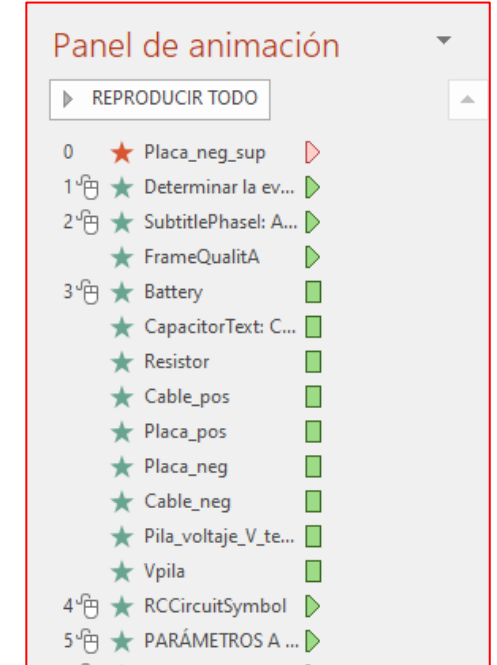 Panel de animación
REPRODUCIR TODO
0 Placa_neg_sup
1 Determinar la ev...
2 SubtitlePhaseI: A...
FrameQualitA
3 Battery
CapacitorText: C...
Resistor
Cable_pos
Placa_pos
Placa_neg
Cable_neg
Pila_voltaje_V_te...
Vpila
4 RCCircuitSymbol
5 PARÁMETROS A ...